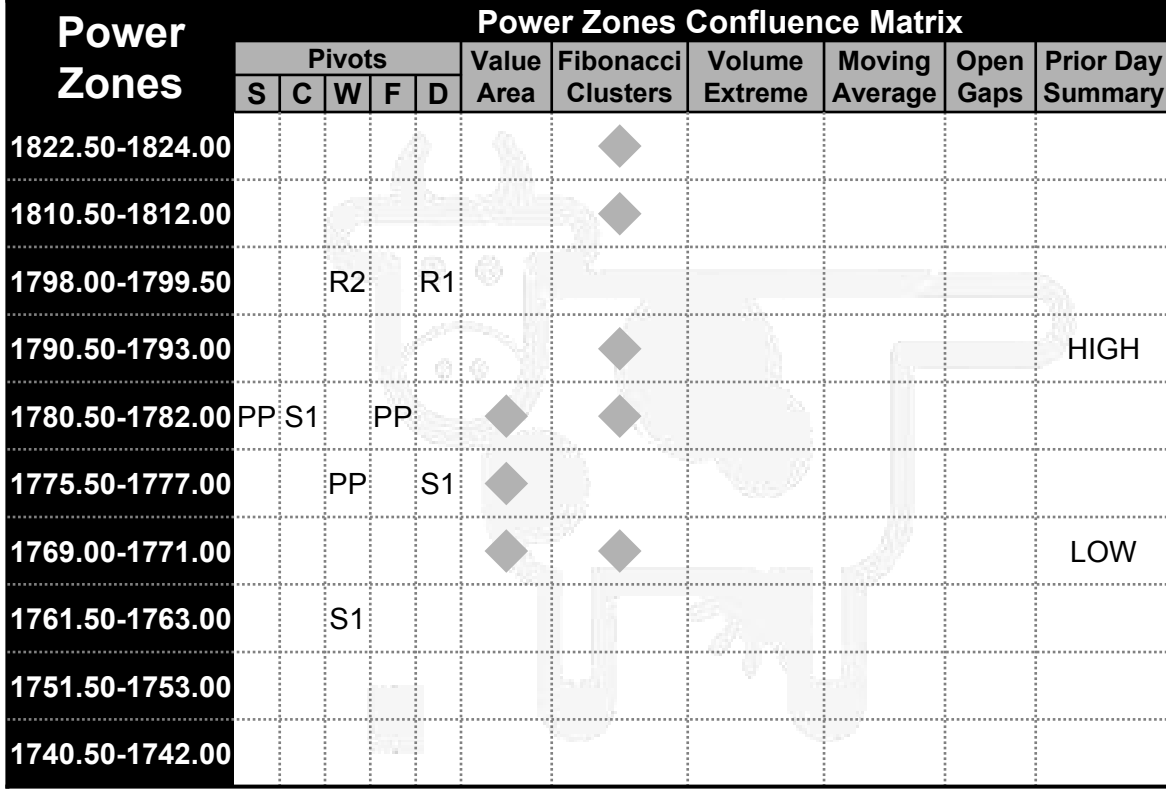 Power Zones
Power Zones Confluence Matrix
Pivots
S C W F D
Value Area
Fibonacci Clusters
Volume Extreme
Moving Average
Open Gaps
Prior Day Summary
1822.50-1824.00
1810.50-1812.00
1798.00-1799.50 R2 R1
1790.50-1793.00 HIGH
1780.50-1782.00 PP S1 PP
1775.50-1777.00 PP S1
1769.00-1771.00 LOW
1761.50-1763.00 S1
1751.50-1753.00
1740.50-1742.00